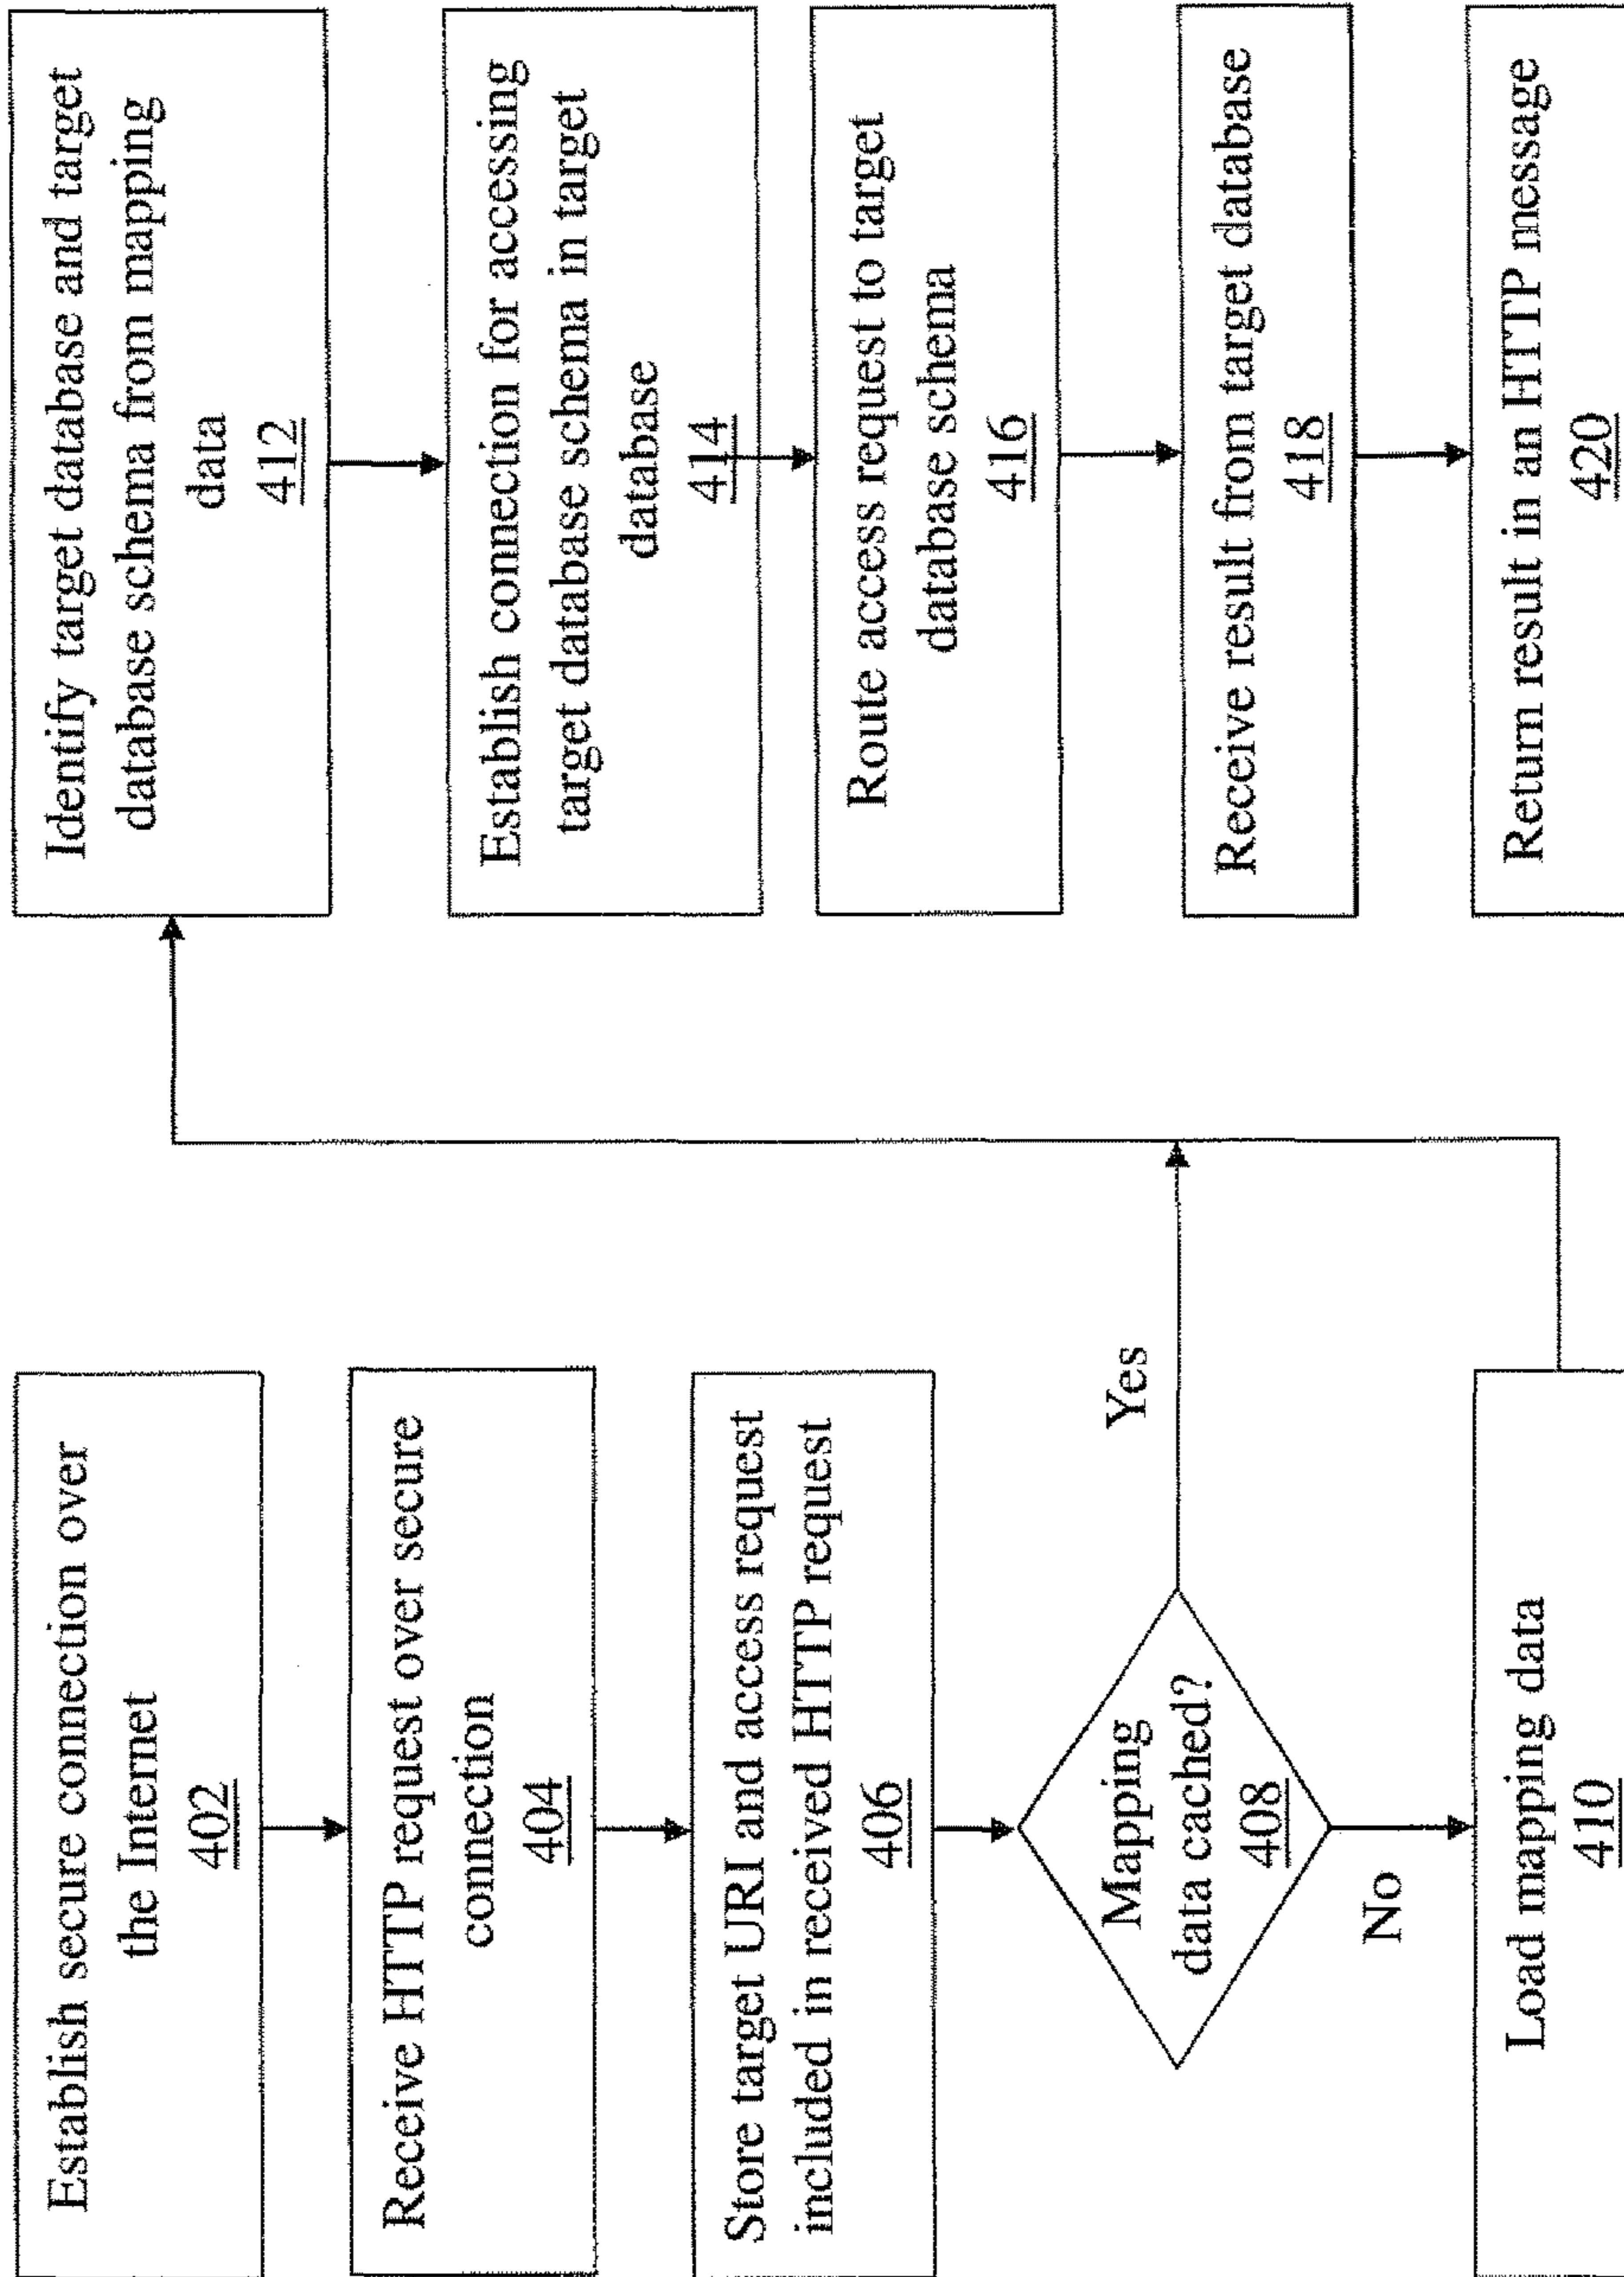 Establish secure connection over
the Internet
402
Receive HTTP request over secure
connection
404
Store target URI and access request
included in received HTTP request
406
Mapping
data cached?
408
Yes
No
Load mapping data
410
Identify target database and target
database schema from mapping
data
412
Establish connection for accessing
target database schema in target
database
414
Route access request to target
database schema
416
Receive result from target database
418
Return result in an HTTP message
420